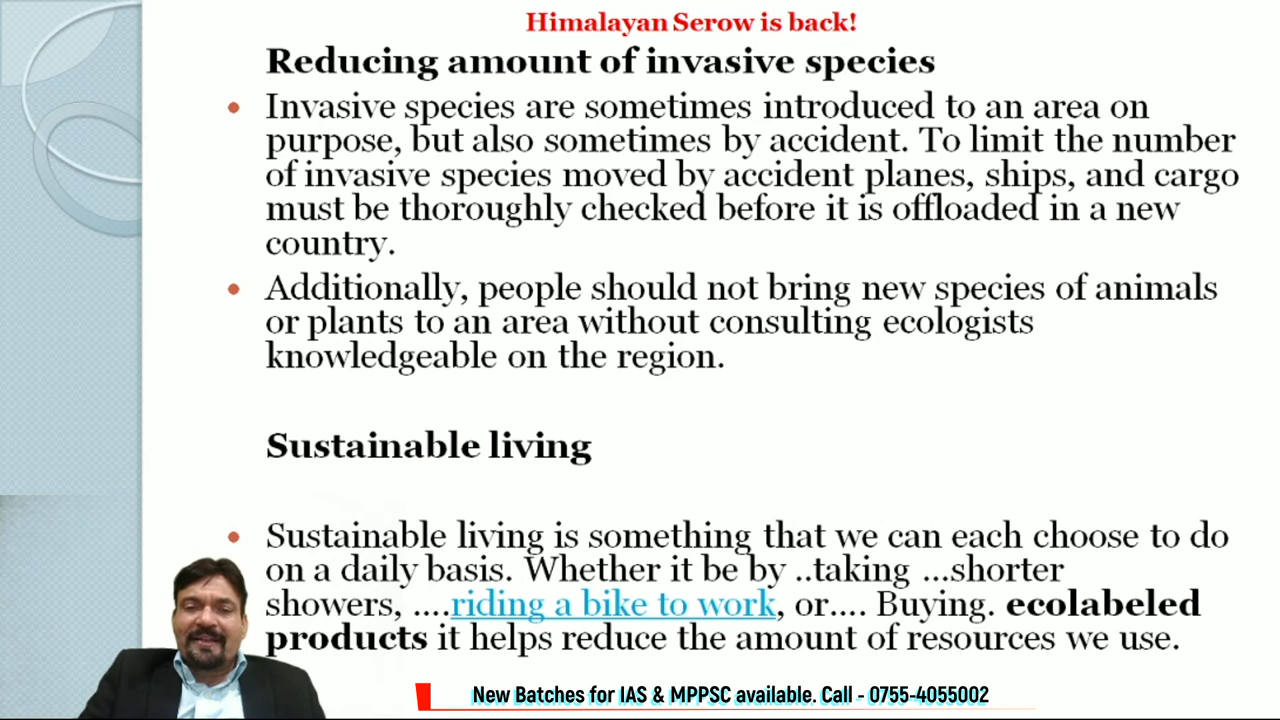 Himalayan Serow is back!
Reducing amount of invasive species
• Invasive species are sometimes introduced to an area on
purpose, but also sometimes by accident. To limit the number
of invasive species moved by accident planes, ships, and cargo
must be thoroughly checked before it is offloaded in a new
country.
• Additionally, people should not bring new species of animals
or plants to an area without consulting ecologists
knowledgeable on the region.
Sustainable living
• Sustainable living is something that we can each choose to do
on a daily basis. Whether it be by ..taking ...shorter
showers, ....riding a bike to work, or.... Buying. ecolabeled
products it helps reduce the amount of resources we use.
New Batches for IAS & MPPSC available. Call - 0755-4055002